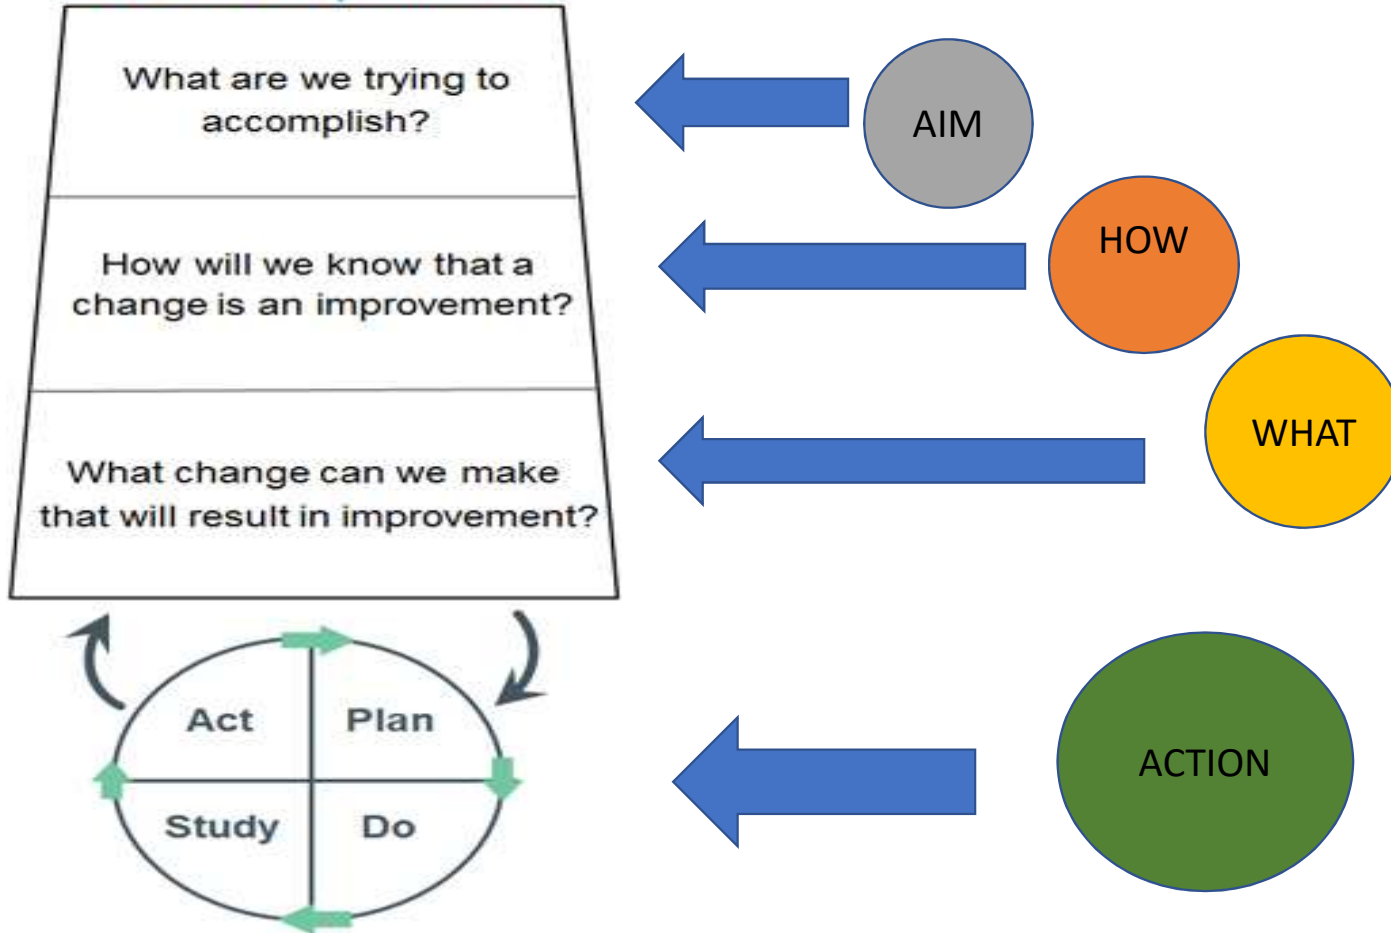 What are we trying to
accomplish?
AIM
How will we know that a
change is an improvement?
HOW
What change can we make
that will result in improvement?
WHAT
Act
Plan
Study
Do
ACTION